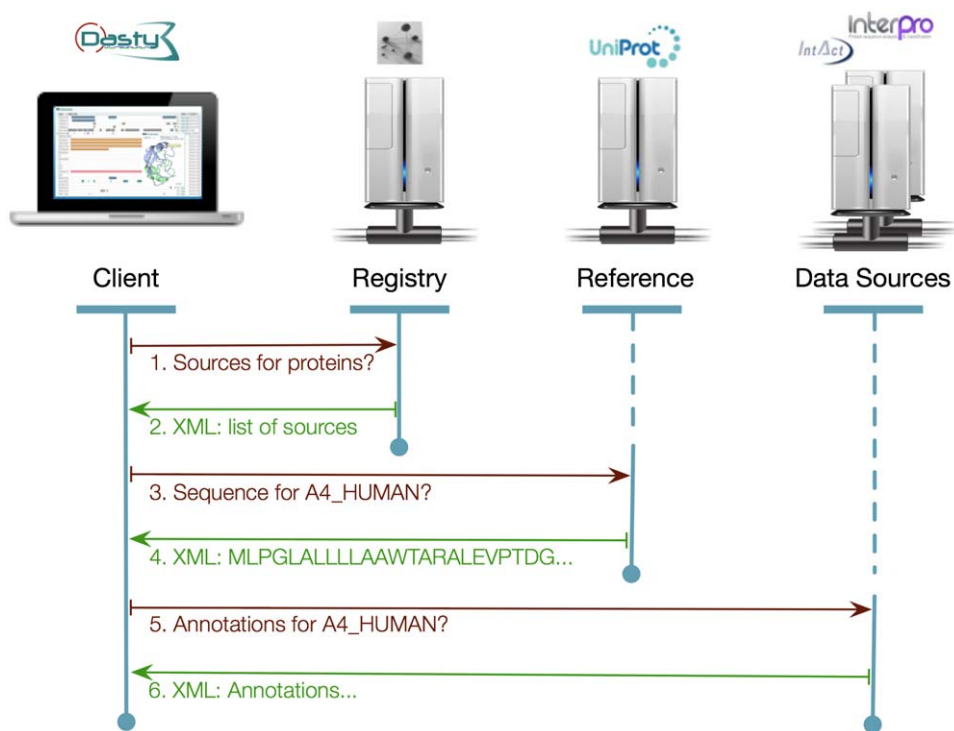 Dasty3
UniProt
InterPro
IntAct
Client
Registry
Reference
Data Sources
1. Sources for proteins?
2. XML: list of sources
3. Sequence for A4_HUMAN?
4. XML: MLPGLALLLLAAWTARALEVPTDG...
5. Annotations for A4_HUMAN?
6. XML: Annotations...